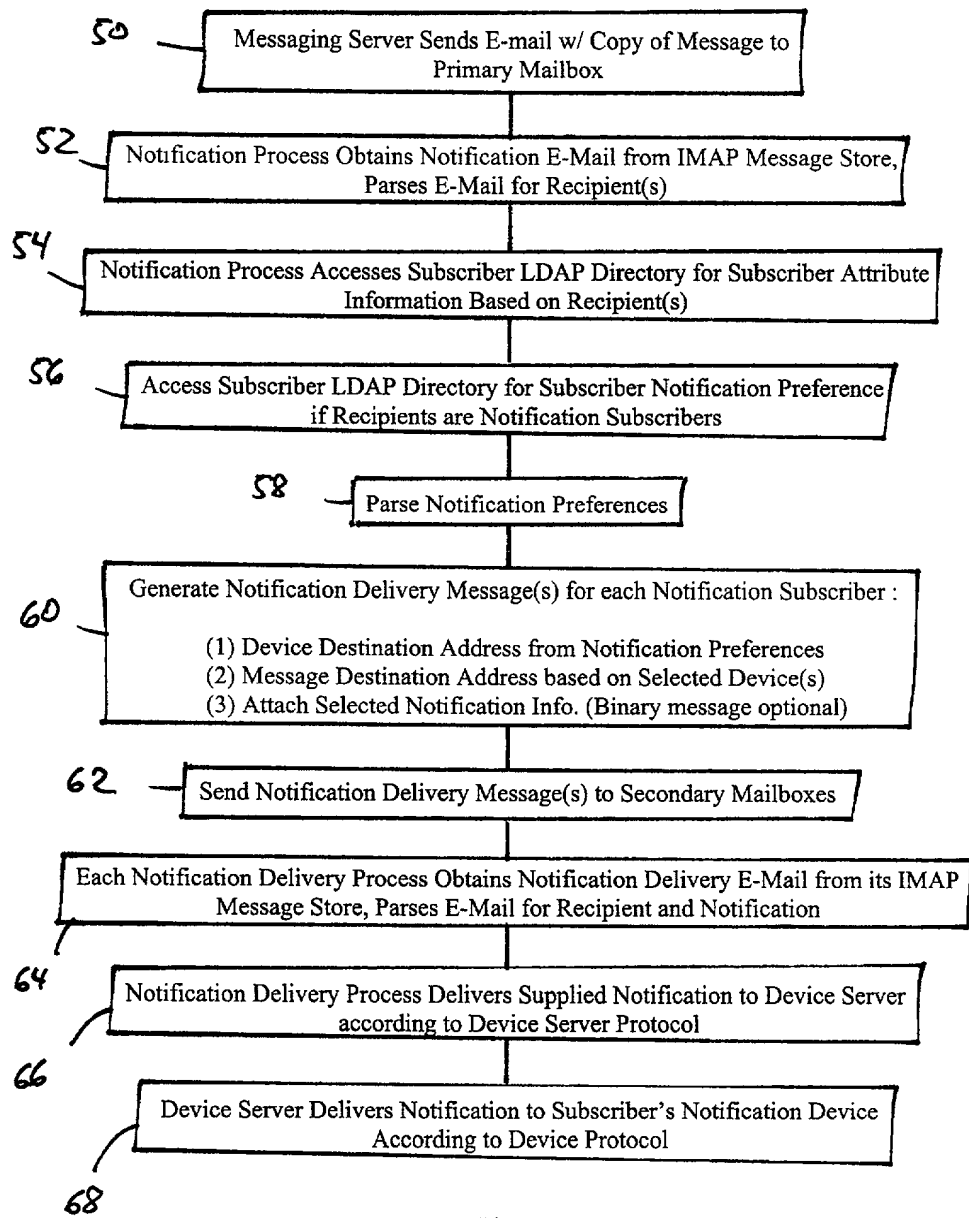 50
Messaging Server Sends E-mail w/ Copy of Message to
Primary Mailbox
52
Notification Process Obtains Notification E-Mail from IMAP Message Store,
Parses E-Mail for Recipient(s)
54
Notification Process Accesses Subscriber LDAP Directory for Subscriber Attribute
Information Based on Recipient(s)
56
Access Subscriber LDAP Directory for Subscriber Notification Preference
if Recipients are Notification Subscribers
58
Parse Notification Preferences
60
Generate Notification Delivery Message(s) for each Notification Subscriber :
(1) Device Destination Address from Notification Preferences
(2) Message Destination Address based on Selected Device(s)
(3) Attach Selected Notification Info. (Binary message optional)
62
Send Notification Delivery Message(s) to Secondary Mailboxes
Each Notification Delivery Process Obtains Notification Delivery E-Mail from its IMAP
Message Store, Parses E-Mail for Recipient and Notification
64
Notification Delivery Process Delivers Supplied Notification to Device Server
according to Device Server Protocol
66
Device Server Delivers Notification to Subscriber's Notification Device
According to Device Protocol
68